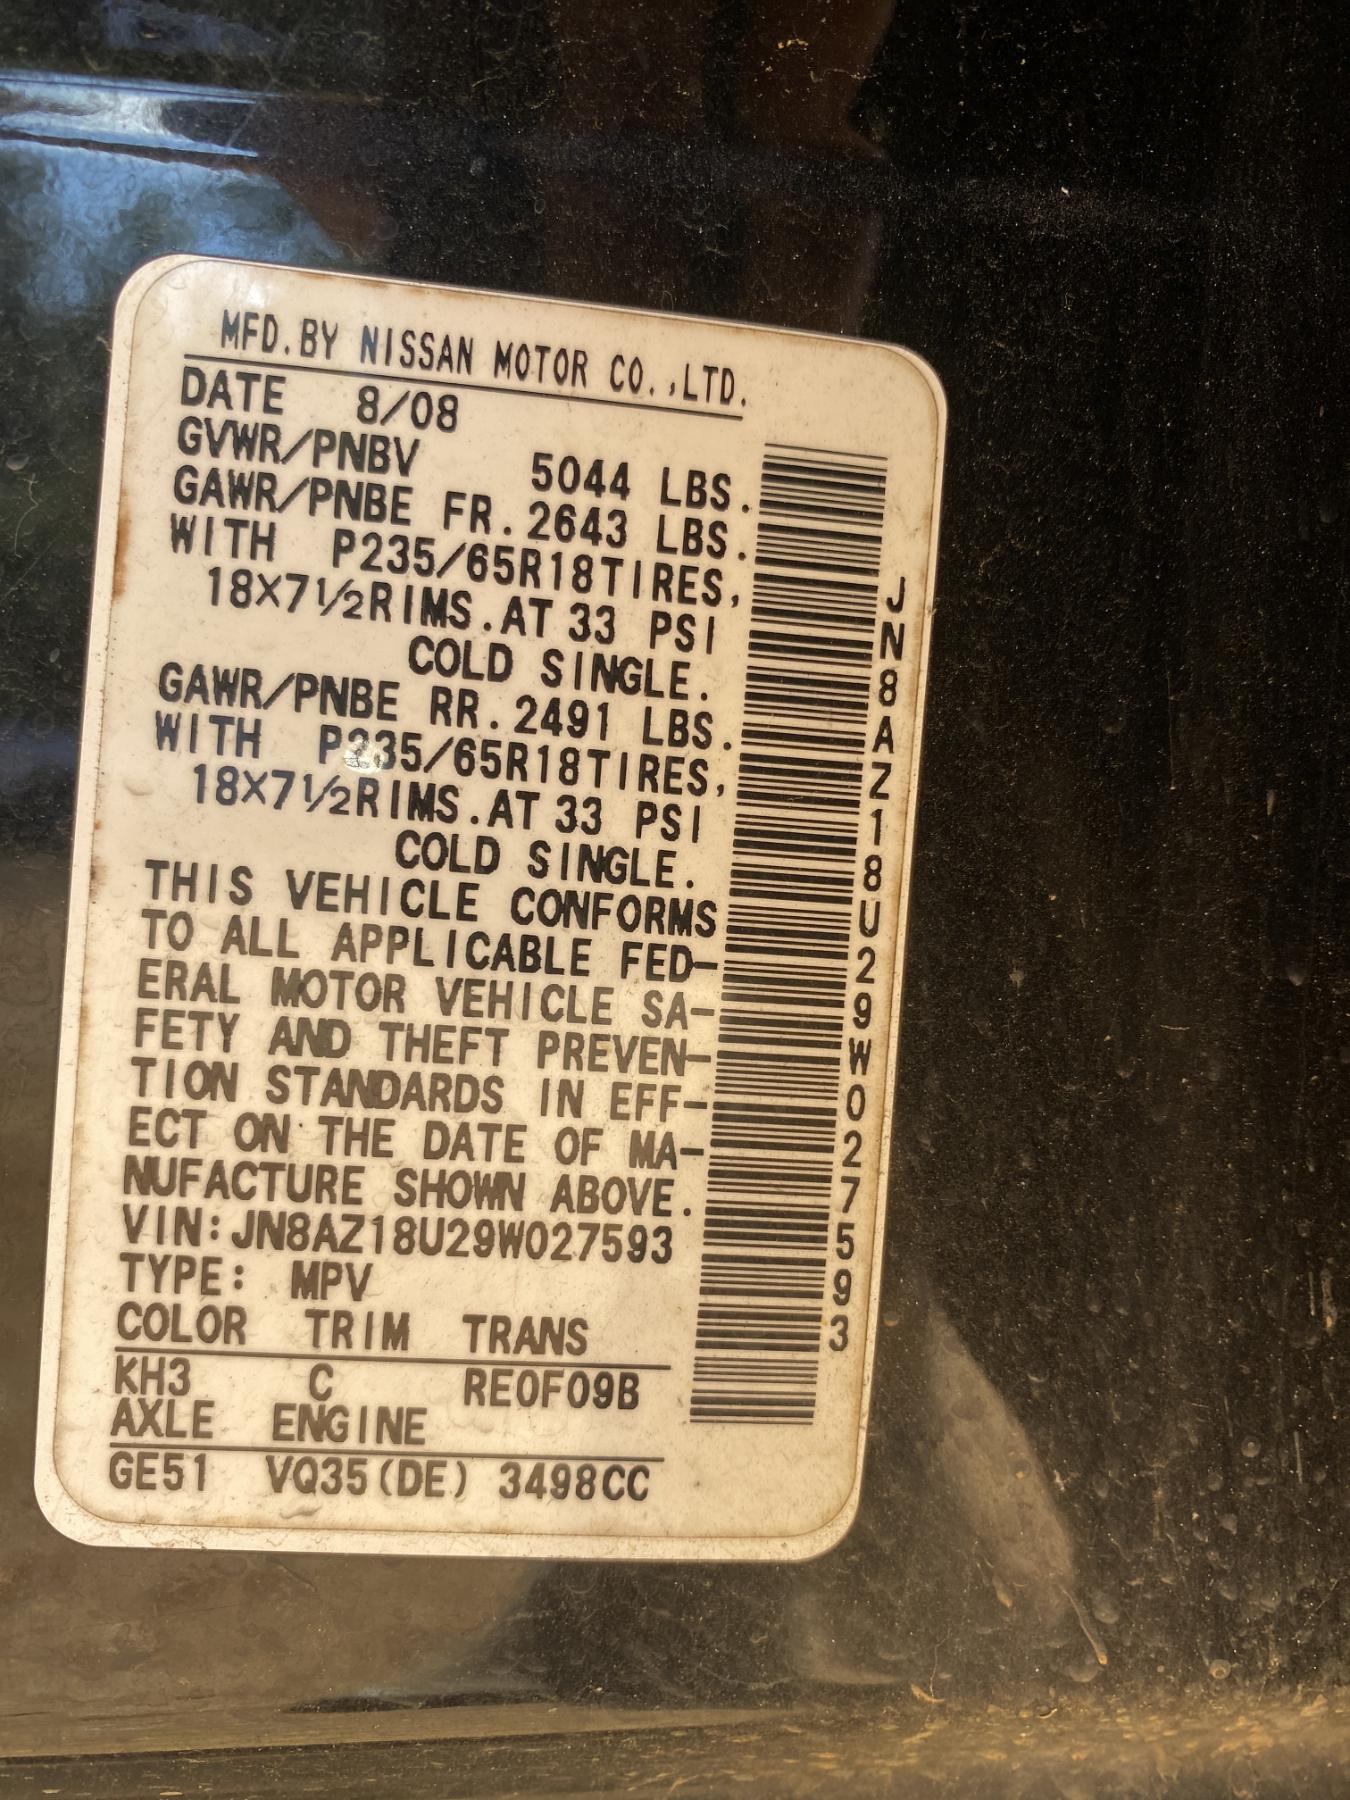 MFD.BY NISSAN MOTOR CO.,LTD.
DATE 8/08
GVWR/PNBV 5044 LBS.
GAWR/PNBE FR.2643 LBS.
WITH P235/65R18TIRES,
18X7½RIMS.AT 33 PSI
COLD SINGLE.
GAWR/PNBE RR.2491 LBS.
WITH P235/65R18TIRES,
18X7½RIMS.AT 33 PSI
COLD SINGLE.
THIS VEHICLE CONFORMS
TO ALL APPLICABLE FED-
ERAL MOTOR VEHICLE SA-
FETY AND THEFT PREVEN-
TION STANDARDS IN EFF-
ECT ON THE DATE OF MA-
NUFACTURE SHOWN ABOVE.
VIN:JN8AZ18U29W027593
TYPE: MPV
COLOR TRIM TRANS
KH3 C RE0F09B
AXLE ENGINE
GE51 VQ35(DE) 3498CC
JN8AZ18U29W027593